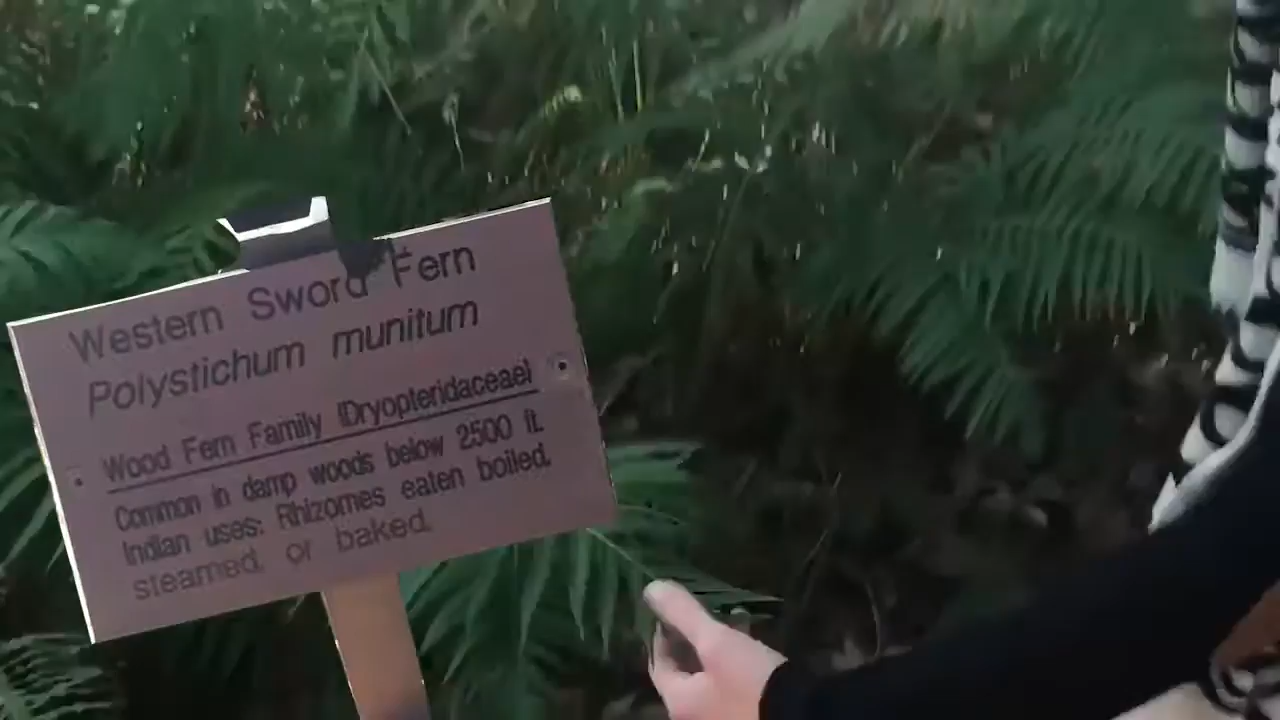 Western Sword Fern
Polystichum munitum
Wood Fern Family (Dryopteridaceae)
Common in damp woods below 2500 ft.
Indian uses: Rhizomes eaten boiled,
steamed, or baked.